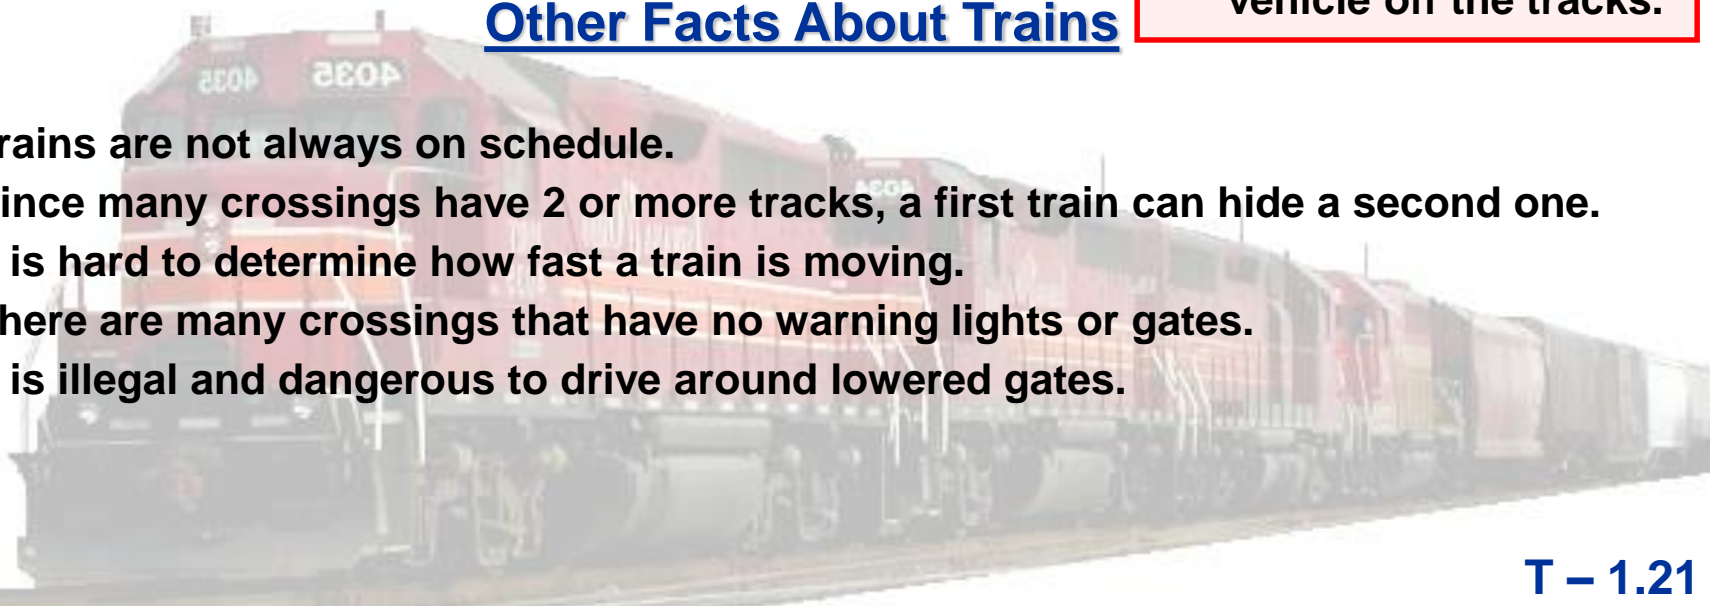 vehicle on the tracks.
Other Facts About Trains
4035 4035
rains are not always on schedule.
4034
ince many crossings have 2 or more tracks, a first train can hide a second one.
is hard to determine how fast a train is moving.
here are many crossings that have no warning lights or gates.
is illegal and dangerous to drive around lowered gates.
T – 1.21